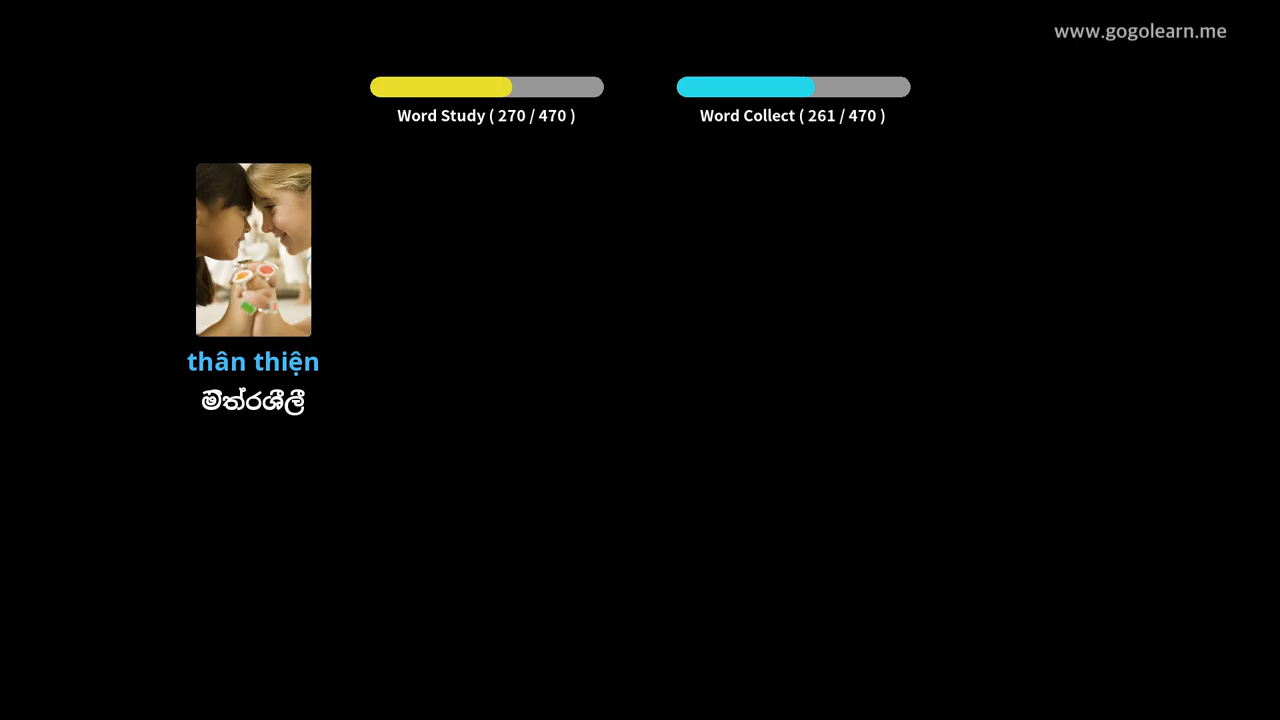 www.gogolearn.me
Word Study ( 270 / 470 )
Word Collect ( 261 / 470 )
thân thiện
මිත්රශීලී